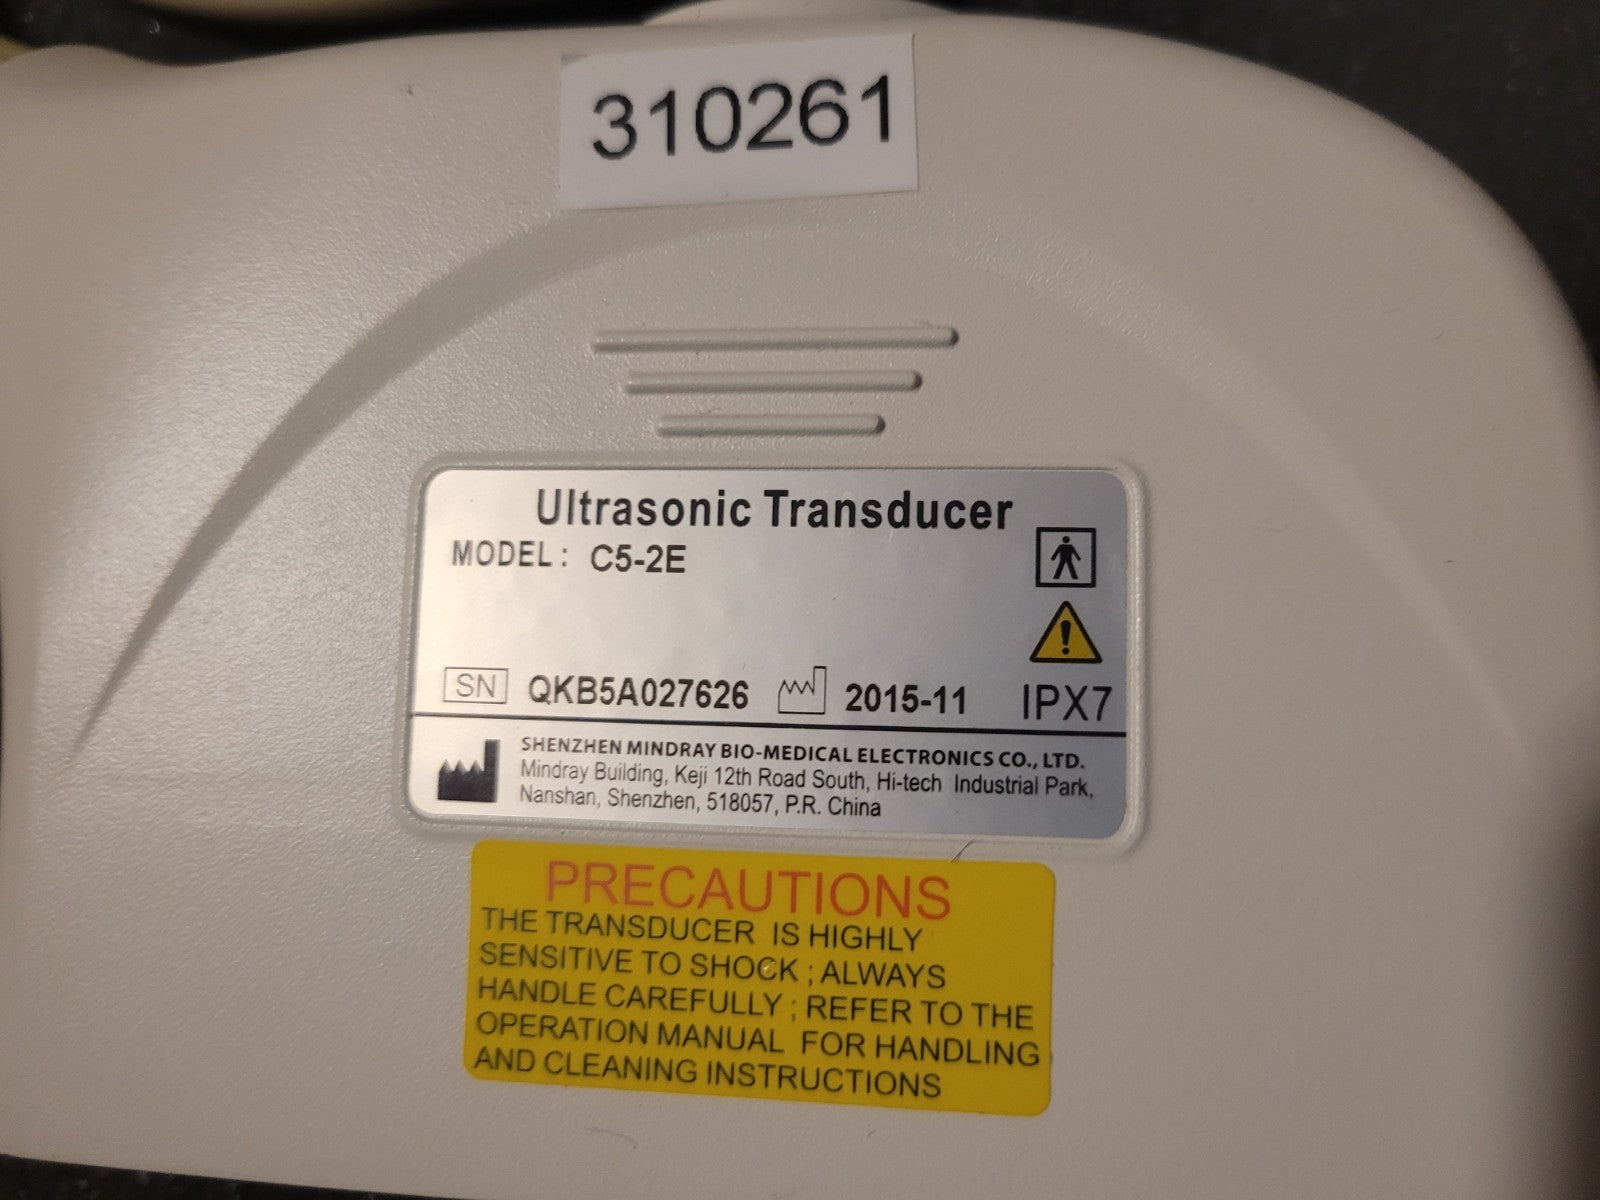 310261
Ultrasonic Transducer
MODEL: C5-2E
SN QKB5A027626 2015-11 IPX7
SHENZHEN MINDRAY BIO-MEDICAL ELECTRONICS CO., LTD.
Mindray Building, Keji 12th Road South, Hi-tech Industrial Park,
Nanshan, Shenzhen, 518057, P.R. China
PRECAUTIONS
THE TRANSDUCER IS HIGHLY
SENSITIVE TO SHOCK ; ALWAYS
HANDLE CAREFULLY ; REFER TO THE
OPERATION MANUAL FOR HANDLING
AND CLEANING INSTRUCTIONS